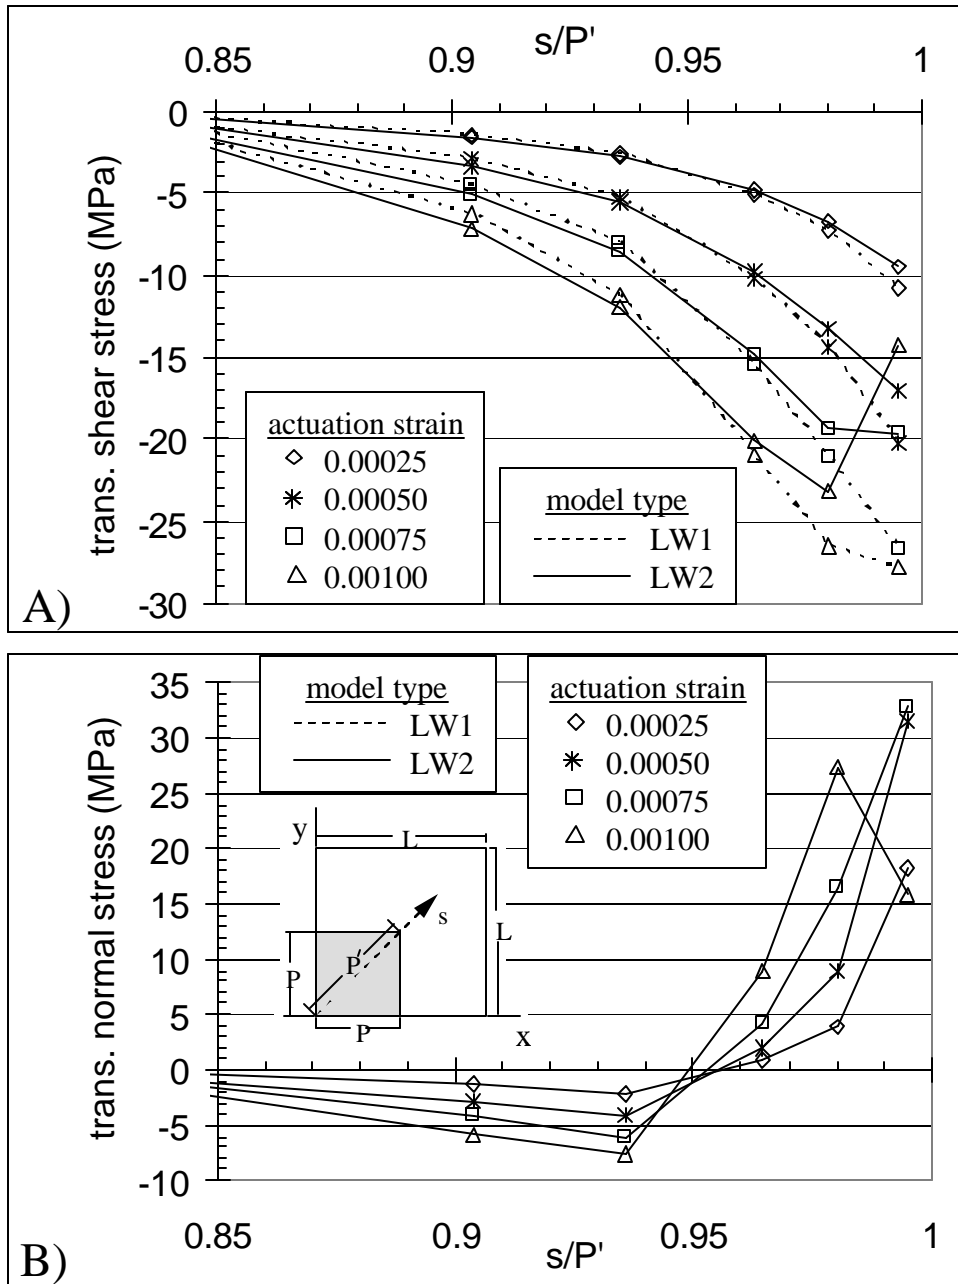 s/P'
0.85 0.9 0.95 1
0
-5
-10
-15
-20
-25
-30
trans. shear stress (MPa)
actuation strain
0.00025
0.00050
0.00075
0.00100
model type
LW1
LW2
A)
35
30
25
20
15
10
5
0
-5
-10
trans. normal stress (MPa)
model type
LW1
LW2
actuation strain
0.00025
0.00050
0.00075
0.00100
y
L
s
L
P'
P
P
x
0.85 0.9 0.95 1
s/P'
B)